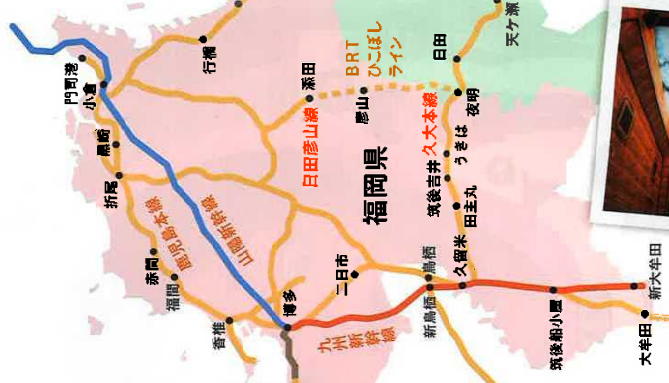 門司港
小倉
行橋
黒崎
折尾
鹿児島本線
山陽新幹線
赤間
福間
香椎
博多
二日市
九州新幹線
添田
BRT
ひこぼし
ライン
日田彦山線
彦山
福岡県
久大本線
日田
天ケ瀬
夜明
うきは
筑後吉井
田主丸
久留米
鳥栖
新鳥栖
筑後船小屋
大牟田
新大牟田